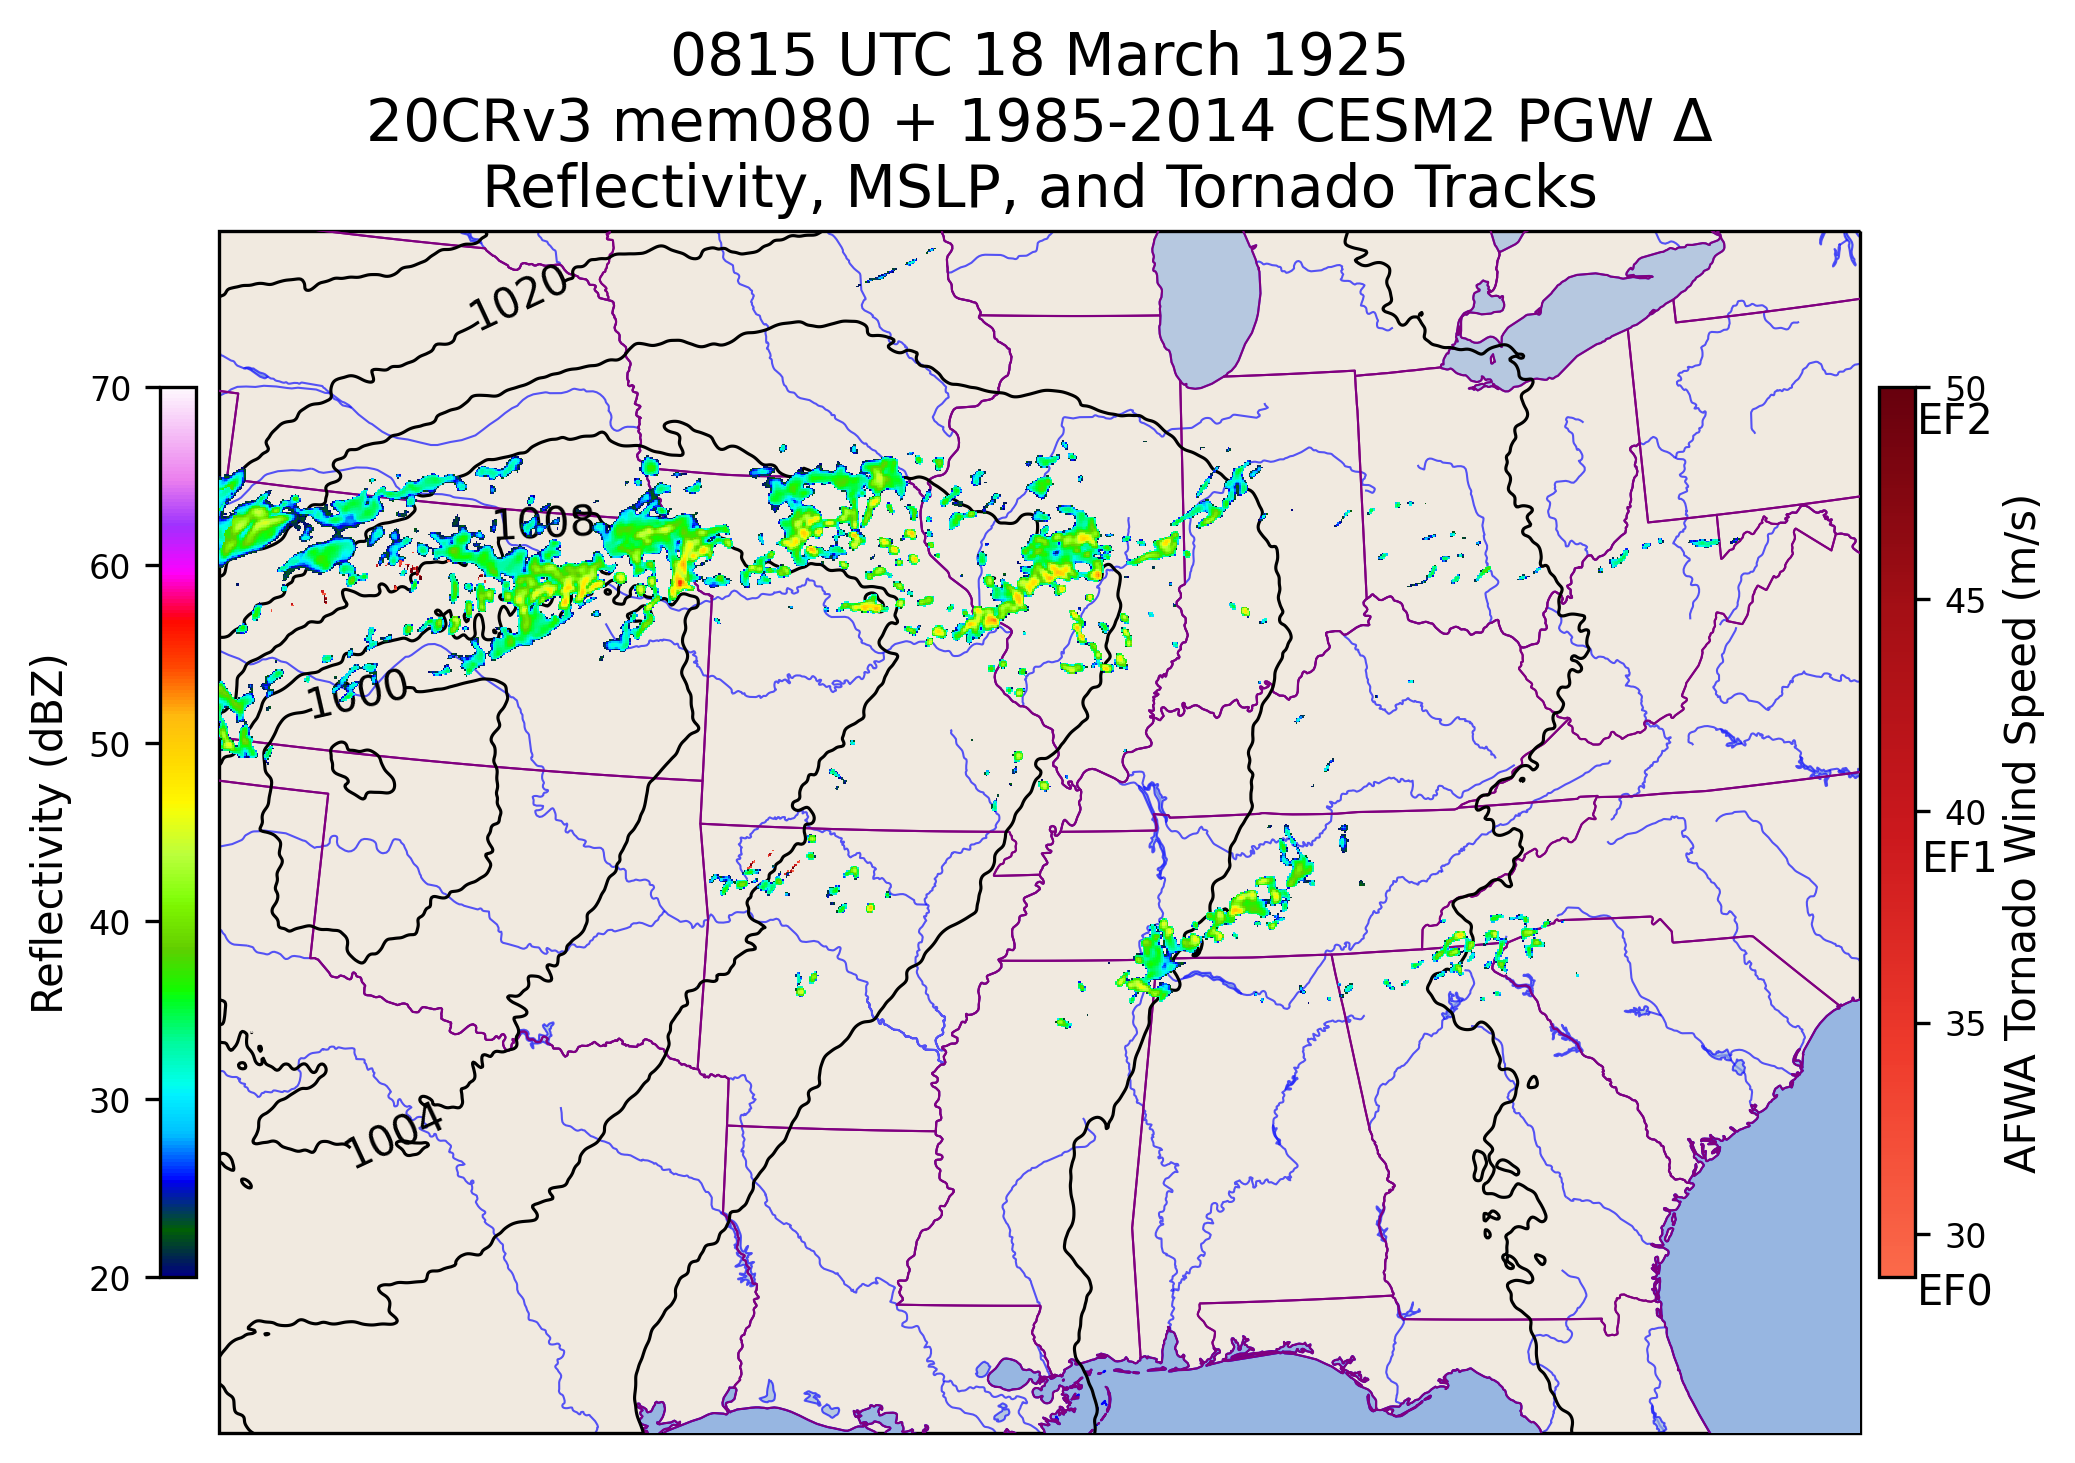 0815 UTC 18 March 1925
20CRv3 mem080 + 1985-2014 CESM2 PGW Δ
Reflectivity, MSLP, and Tornado Tracks
70
60
50
40
30
20
Reflectivity (dBZ)
1020
1008
1000
1004
50
EF2
45
40
EF1
35
30
EF0
AFWA Tornado Wind Speed (m/s)